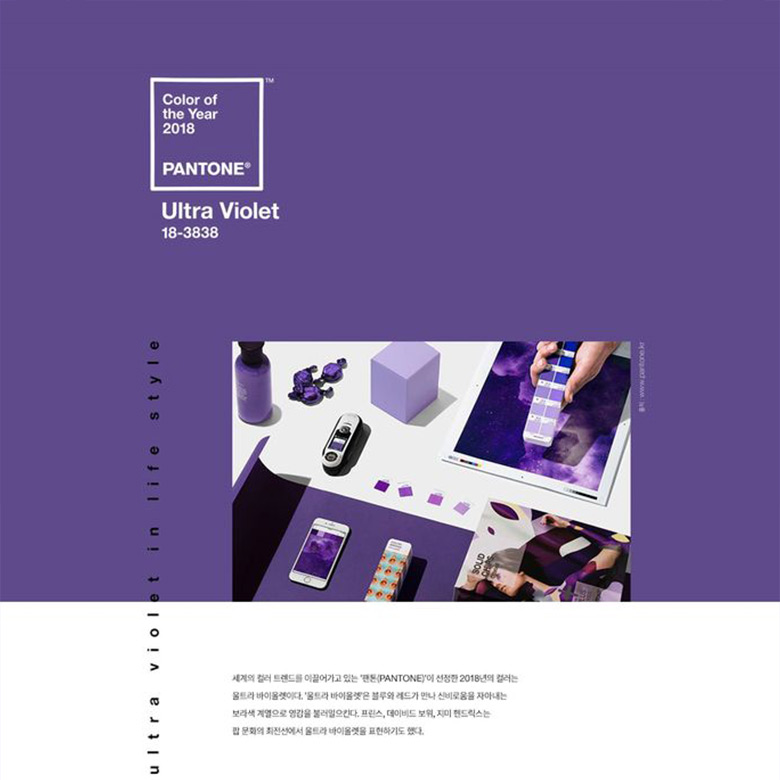 Color of
the Year
2018
PANTONE®
™
Ultra Violet
18-3838
ultra violet in life style
출처 : www.pantone.kr
SOLID
세계의 컬러 트렌드를 이끌어가고 있는 '팬톤(PANTONE)'이 선정한 2018년의 컬러는
울트라 바이올렛이다. '울트라 바이올렛'은 블루와 레드가 만나 신비로움을 자아내는
보라색 계열으로 영감을 불러일으킨다. 프린스, 데이비드 보위, 지미 헨드릭스는
팝 문화의 최전선에서 울트라 바이올렛을 표현하기도 했다.